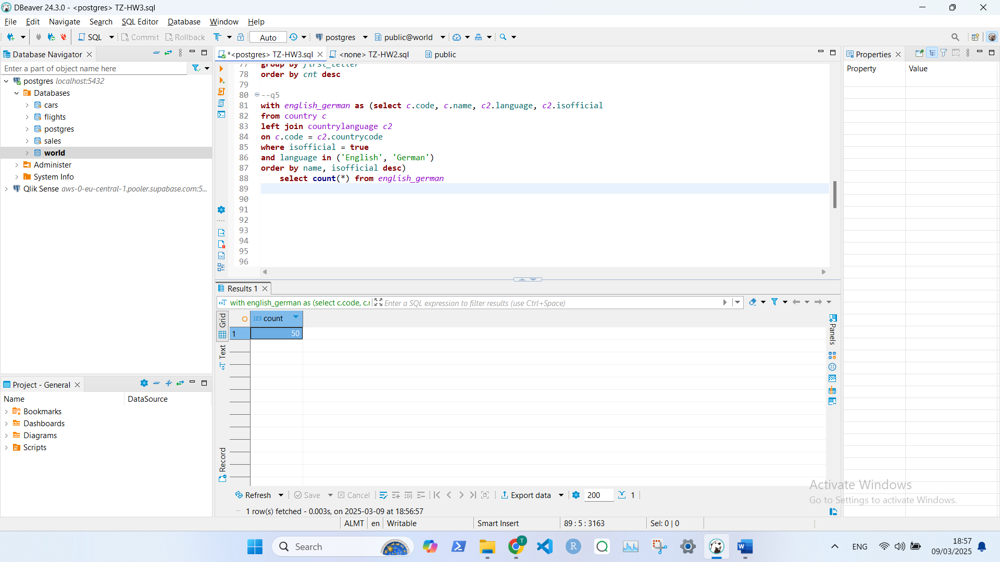 DBeaver 24.3.0 - <postgres> TZ-HW3.sql
File Edit Navigate Search SQL Editor Database Window Help
SQL Commit Rollback Auto postgres public@world
Database Navigator
Enter a part of object name here
postgres localhost:5432
Databases
cars
flights
postgres
sales
world
Administer
System Info
Qlik Sense aws-0-eu-central-1.pooler.supabase.com:5...
Project - General
Name DataSource
Bookmarks
Dashboards
Diagrams
Scripts
*<postgres> TZ-HW3.sql <none> TZ-HW2.sql public
77 group by first_letter
78 order by cnt desc
79
80 --q5
81 with english_german as (select c.code, c.name, c2.language, c2.isofficial
82 from country c
83 left join countrylanguage c2
84 on c.code = c2.countrycode
85 where isofficial = true
86 and language in ('English', 'German')
87 order by name, isofficial desc)
88 select count(*) from english_german
89
90
91
92
93
94
95
96
Results 1
with english_german as (select c.code, c.r Enter a SQL expression to filter results (use Ctrl+Space)
Grid
Text
Record
123 count
1 50
Panels
Refresh Save Cancel Export data 200 1
1 row(s) fetched - 0.003s, on 2025-03-09 at 18:56:57
ALMT en Writable Smart Insert 89 : 5 : 3163 Sel: 0 | 0
Properties
Property Value
Activate Windows
Go to Settings to activate Windows.
Search
T
R
W
ENG
18:57
09/03/2025